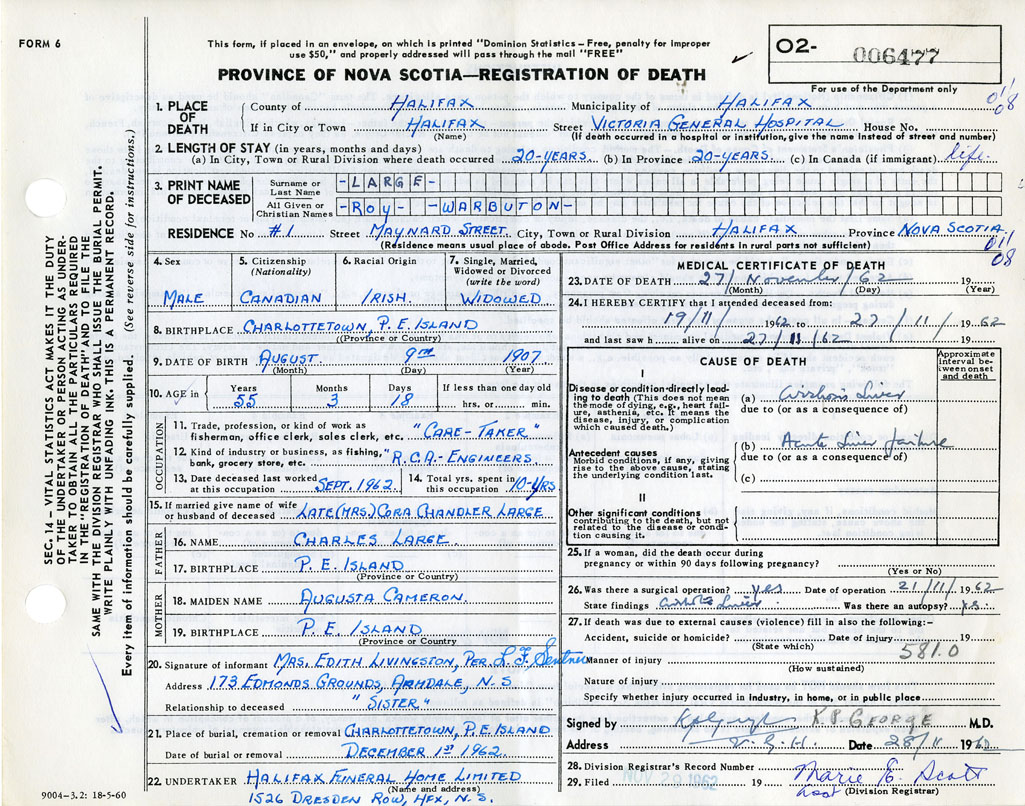 FORM 6
This form, if placed in an envelope, on which is printed "Dominion Statistics – Free, penalty for improper
use $50," and properly addressed will pass through the mail "FREE"
PROVINCE OF NOVA SCOTIA—REGISTRATION OF DEATH
O2- 006477
For use of the Department only
SEC. 14 – VITAL STATISTICS ACT MAKES IT THE DUTY
OF THE UNDERTAKER OR PERSON ACTING AS UNDER-
TAKER TO OBTAIN ALL THE PARTICULARS REQUIRED
IN THE "REGISTRATION OF DEATH" AND TO FILE THE
SAME WITH THE DIVISION REGISTRAR WHO SHALL ISSUE THE BURIAL PERMIT.
WRITE PLAINLY WITH UNFADING INK–THIS IS A PERMANENT RECORD.
Every item of information should be carefully supplied. (See reverse side for instructions.)
1. PLACE OF DEATH
County of HALIFAX Municipality of HALIFAX
01/08
If in City or Town HALIFAX Street VICTORIA GENERAL HOSPITAL House No.
(Name) (If death occurred in a hospital or institution, give the name instead of street and number)
2. LENGTH OF STAY (in years, months and days)
(a) In City, Town or Rural Division where death occurred 20-YEARS (b) In Province 20-YEARS. (c) In Canada (if immigrant) life.
3. PRINT NAME OF DECEASED
Surname or Last Name -LARGE-
All Given or Christian Names -ROY- -WARBUTON-
RESIDENCE No #1 Street MAYNARD STREET. City, Town or Rural Division HALIFAX Province NOVA SCOTIA.
(Residence means usual place of abode. Post Office Address for residents in rural parts not sufficient)
011/08
4. Sex
MALE
5. Citizenship (Nationality)
CANADIAN
6. Racial Origin
IRISH.
7. Single, Married, Widowed or Divorced (write the word)
WIDOWED
8. BIRTHPLACE CHARLOTTETOWN, P.E. ISLAND
(Province or Country)
9. DATE OF BIRTH AUGUST. 9TH 1907
(Month) (Day) (Year)
10. AGE in
Years 55
Months 3
Days 18
If less than one day old
hrs. or min.
OCCUPATION
11. Trade, profession, or kind of work as
fisherman, office clerk, sales clerk, etc. "CARE-TAKER"
12. Kind of industry or business, as fishing,
bank, grocery store, etc. "R.C.A.-ENGINEERS.
13. Date deceased last worked
at this occupation SEPT. 1962
14. Total yrs. spent in
this occupation 10-YRS
15. If married give name of wife
or husband of deceased LATE (MRS.) CORA CHANDLER LARGE
FATHER
16. NAME CHARLES LARGE.
17. BIRTHPLACE P.E. ISLAND
(Province or Country)
MOTHER
18. MAIDEN NAME AUGUSTA CAMERON.
19. BIRTHPLACE P.E. ISLAND
(Province or Country
20. Signature of informant MRS. EDITH LIVINGSTON, PER L.F. Sentner
Address 173 EDMONDS GROUNDS, ARMDALE, N.S
Relationship to deceased "SISTER"
21. Place of burial, cremation or removal CHARLOTTETOWN, P.E. ISLAND
Date of burial or removal DECEMBER 1ST 1962.
22. UNDERTAKER HALIFAX FUNERAL HOME LIMITED
(Name and address)
1526 DRESDEN ROW, HFX, N.S.
9004–3.2: 18-5-60
MEDICAL CERTIFICATE OF DEATH
23. DATE OF DEATH 27/ November /62 19
(Month) (Day) (Year)
24. I HEREBY CERTIFY that I attended deceased from:
19/11/ 1962 to 27/11/ 1962
and last saw h alive on 27/11/62 19
CAUSE OF DEATH
Approximate interval between onset and death
I
Disease or condition-directly lead-
ing to death (This does not mean
the mode of dying, e.g., heart fail-
ure, asthenia, etc. It means the
disease, injury, or complication
which caused death.)
(a) Cirrhosis Liver
due to (or as a consequence of)
Antecedent causes
Morbid conditions, if any, giving
rise to the above cause, stating
the underlying condition last.
(b) Acute Liver failure
due to (or as a consequence of)
(c)
II
Other significant conditions
contributing to the death, but not
related to the disease or condi-
tion causing it.
25. If a woman, did the death occur during
pregnancy or within 90 days following pregnancy?
(Yes or No)
26. Was there a surgical operation? yes Date of operation 21/11/ 1962
State findings Liver Was there an autopsy? yes.
27. If death was due to external causes (violence) fill in also the following:–
Accident, suicide or homicide? Date of injury 19
(State which)
581.0
Manner of injury
(How sustained)
Nature of injury
Specify whether injury occurred in industry, in home, or in public place
Signed by K.P. GEORGE M.D.
Address V.G.H. Date 28/11 1962
28. Division Registrar's Record Number
29. Filed NOV 29 1962 19 Marie E. Scott
(Division Registrar)